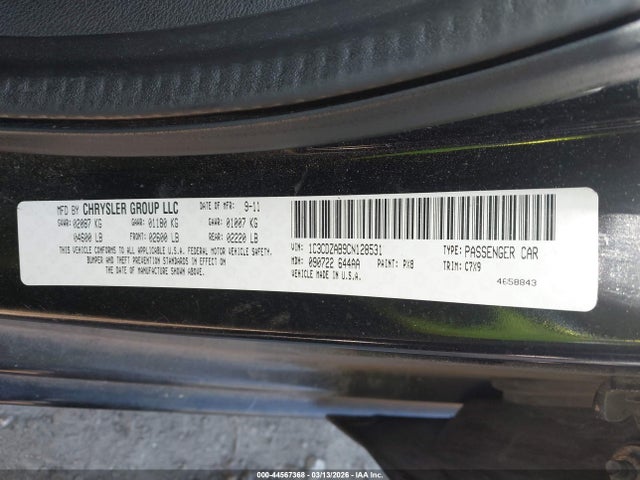 MFD BY CHRYSLER GROUP LLC DATE OF MFR: 9-11
GVWR: 02087 KG GAWR: 01180 KG GAWR: 01007 KG
04600 LB FRONT: 02600 LB REAR: 02220 LB
THIS VEHICLE CONFORMS TO ALL APPLICABLE U.S.A. FEDERAL MOTOR VEHICLE SAFETY,
BUMPER AND THEFT PREVENTION STANDARDS IN EFFECT ON
THE DATE OF MANUFACTURE SHOWN ABOVE.
VIN: 1C3CDZAB9CN128531 TYPE: PASSENGER CAR
MDH: 090722 644AA PAINT: PX8 TRIM: C7X9
VEHICLE MADE IN U.S.A.
4658843
000-44567368 | 03/13/2026 | IAA Inc.